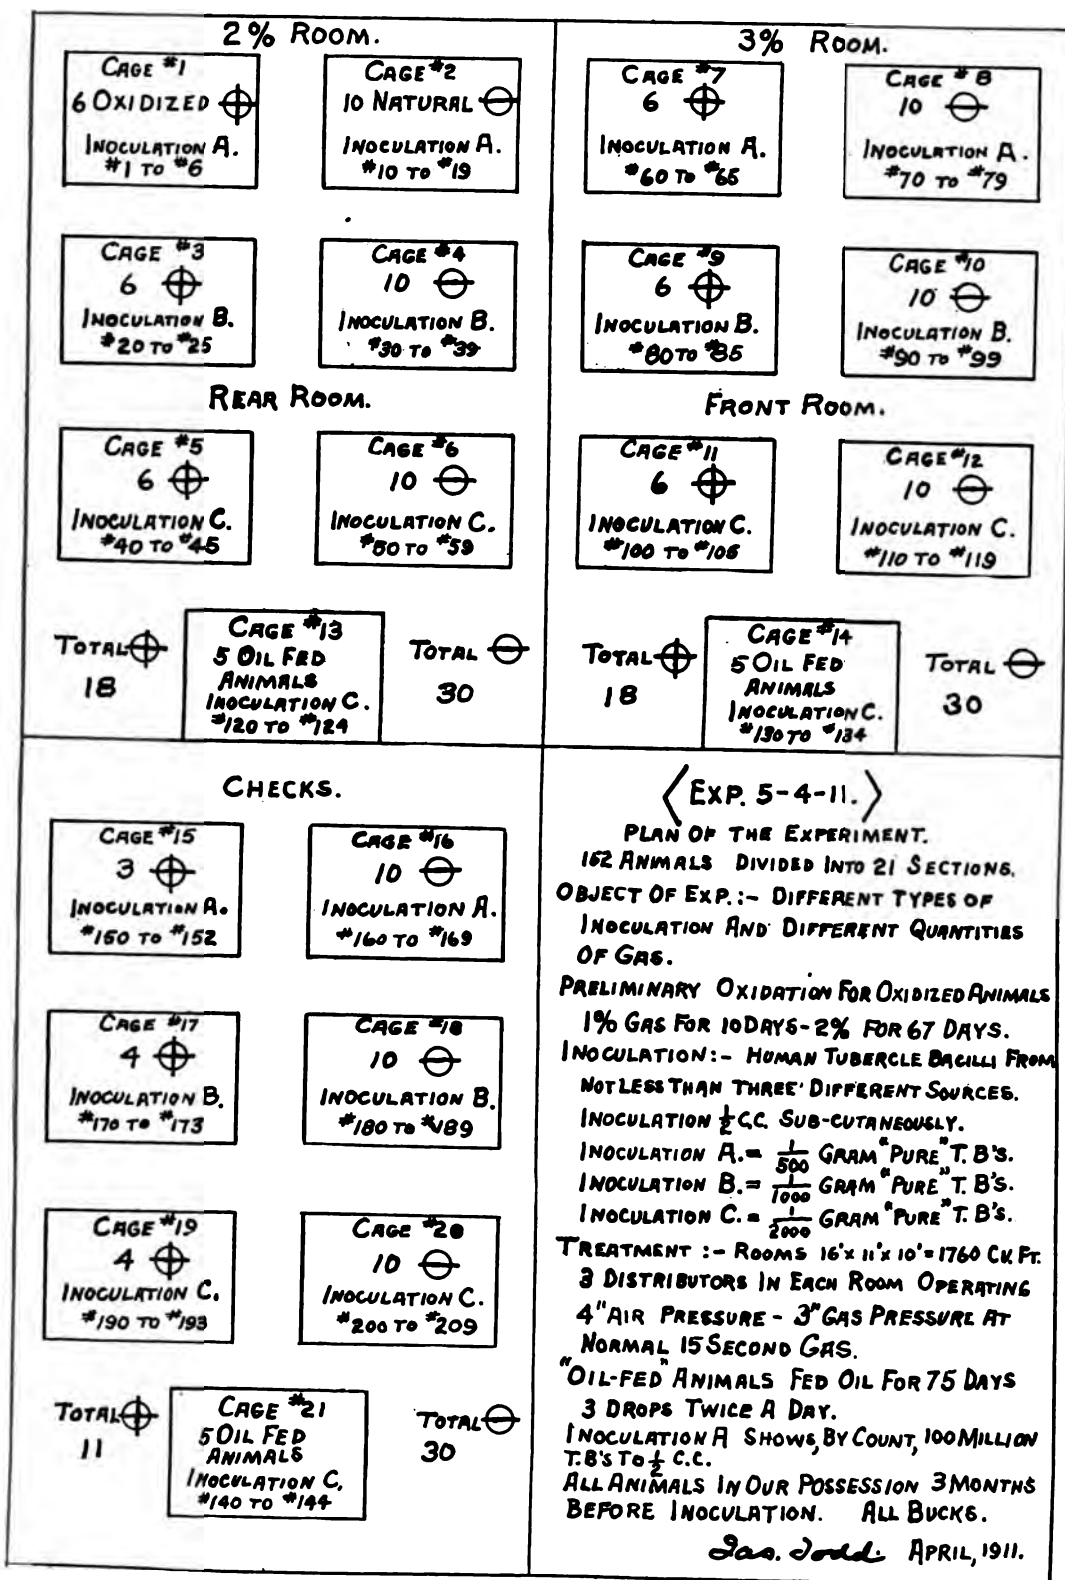 2% ROOM.
CAGE #1
6 OXIDIZED ⊕
INOCULATION A.
#1 TO #6
CAGE #2
10 NATURAL ⊖
INOCULATION A.
#10 TO #19
CAGE #3
6 ⊕
INOCULATION B.
#20 TO #25
CAGE #4
10 ⊖
INOCULATION B.
#30 TO #39
REAR ROOM.
CAGE #5
6 ⊕
INOCULATION C.
#40 TO #45
CAGE #6
10 ⊖
INOCULATION C.
#50 TO #59
TOTAL ⊕
18
CAGE #13
5 OIL FED
ANIMALS
INOCULATION C.
#120 TO #124
TOTAL ⊖
30
3% ROOM.
CAGE #7
6 ⊕
INOCULATION A.
#60 TO #65
CAGE #8
10 ⊖
INOCULATION A.
#70 TO #79
CAGE #9
6 ⊕
INOCULATION B.
#80 TO #85
CAGE #10
10 ⊖
INOCULATION B.
#90 TO #99
FRONT ROOM.
CAGE #11
6 ⊕
INOCULATION C.
#100 TO #106
CAGE #12
10 ⊖
INOCULATION C.
#110 TO #119
TOTAL ⊕
18
CAGE #14
5 OIL FED
ANIMALS
INOCULATION C.
#130 TO #134
TOTAL ⊖
30
CHECKS.
CAGE #15
3 ⊕
INOCULATION A.
#150 TO #152
CAGE #16
10 ⊖
INOCULATION A.
#160 TO #169
CAGE #17
4 ⊕
INOCULATION B.
#170 TO #173
CAGE #18
10 ⊖
INOCULATION B.
#180 TO #189
CAGE #19
4 ⊕
INOCULATION C.
#190 TO #193
CAGE #20
10 ⊖
INOCULATION C.
#200 TO #209
TOTAL ⊕
11
CAGE #21
5 OIL FED
ANIMALS
INOCULATION C.
#140 TO #144
TOTAL ⊖
30
⟨EXP. 5-4-11.⟩
PLAN OF THE EXPERIMENT.
152 ANIMALS DIVIDED INTO 21 SECTIONS.
OBJECT OF EXP.:- DIFFERENT TYPES OF
INOCULATION AND DIFFERENT QUANTITIES
OF GAS.
PRELIMINARY OXIDATION FOR OXIDIZED ANIMALS
1% GAS FOR 10 DAYS-2% FOR 67 DAYS.
INOCULATION:- HUMAN TUBERCLE BACILLI FROM
NOT LESS THAN THREE DIFFERENT SOURCES.
INOCULATION ½ C.C. SUB-CUTANEOUSLY.
INOCULATION A.= 1/500 GRAM "PURE" T.B'S.
INOCULATION B.= 1/1000 GRAM "PURE" T.B'S.
INOCULATION C.= 1/2000 GRAM "PURE" T.B'S.
TREATMENT:- ROOMS 16'x 11'x 10'=1760 CU. FT.
3 DISTRIBUTORS IN EACH ROOM OPERATING
4" AIR PRESSURE - 3" GAS PRESSURE AT
NORMAL 15 SECOND GAS.
"OIL-FED" ANIMALS FED OIL FOR 75 DAYS
3 DROPS TWICE A DAY.
INOCULATION A SHOWS, BY COUNT, 100 MILLION
T.B'S TO ½ C.C.
ALL ANIMALS IN OUR POSSESSION 3 MONTHS
BEFORE INOCULATION. ALL BUCKS.
Jas. Todd. APRIL, 1911.